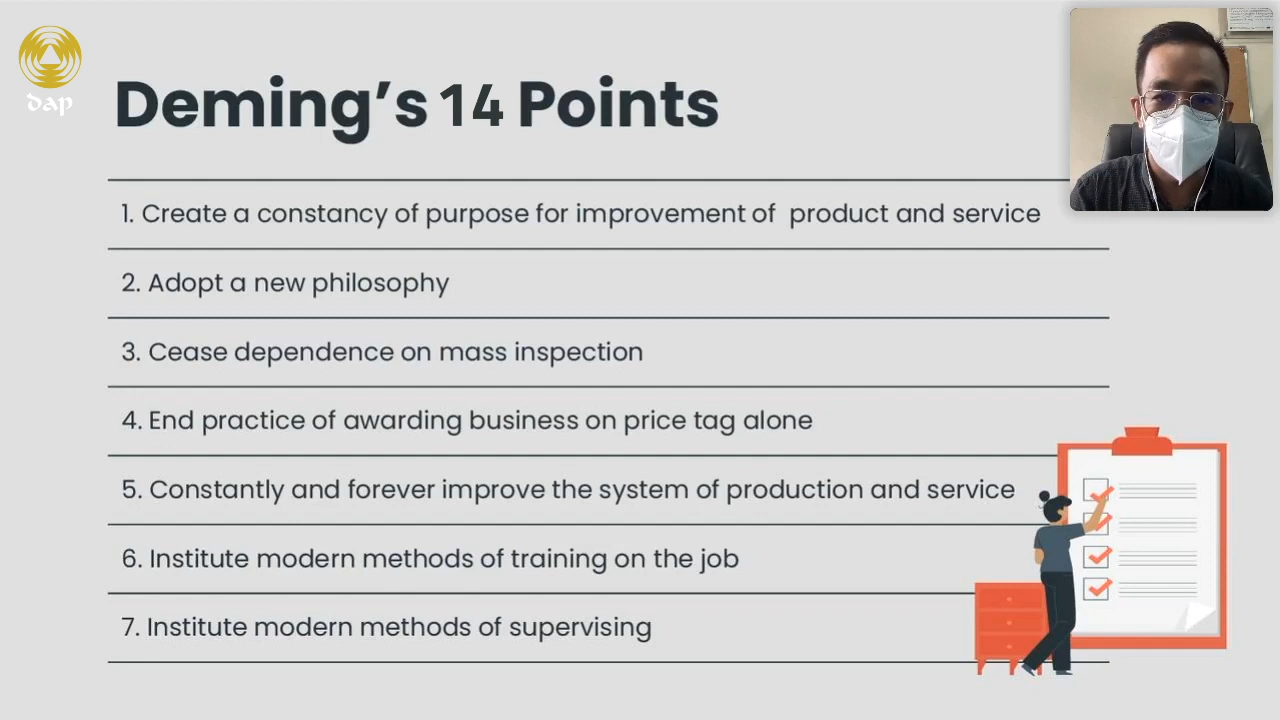 dap
Deming's 14 Points
1. Create a constancy of purpose for improvement of product and service
2. Adopt a new philosophy
3. Cease dependence on mass inspection
4. End practice of awarding business on price tag alone
5. Constantly and forever improve the system of production and service
6. Institute modern methods of training on the job
7. Institute modern methods of supervising